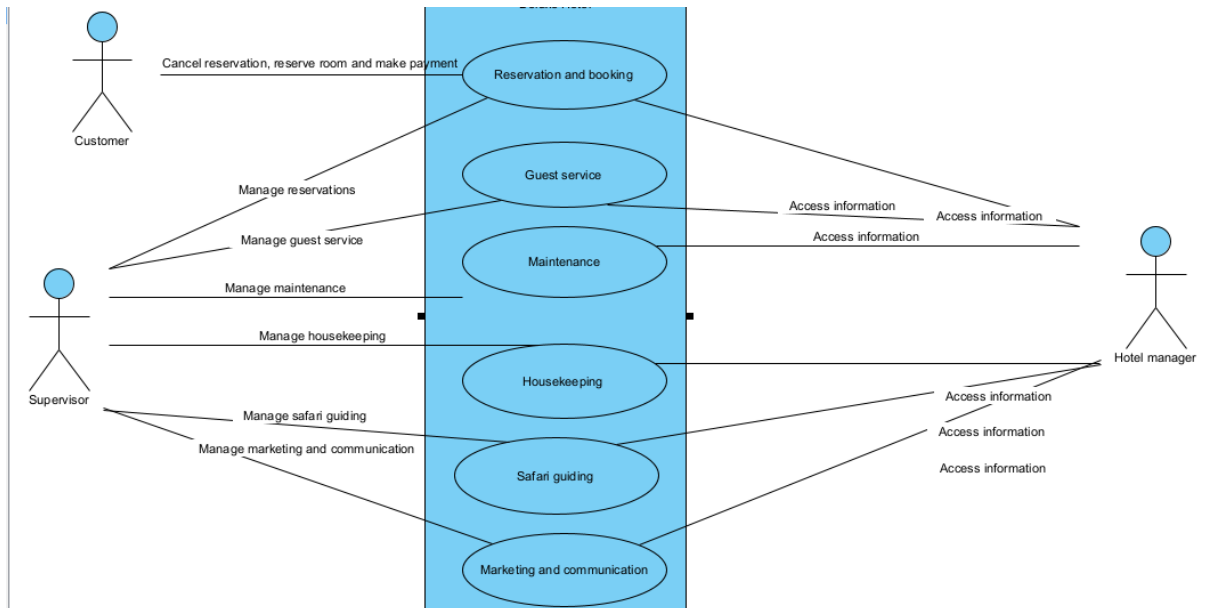 Cancel reservation, reserve room and make payment
Reservation and booking
Customer
Guest service
Manage reservations
Access information
Access information
Manage guest service
Access information
Maintenance
Manage maintenance
Manage housekeeping
Hotel manager
Housekeeping
Supervisor
Access information
Manage safari guiding
Access information
Manage marketing and communication
Access information
Safari guiding
Marketing and communication